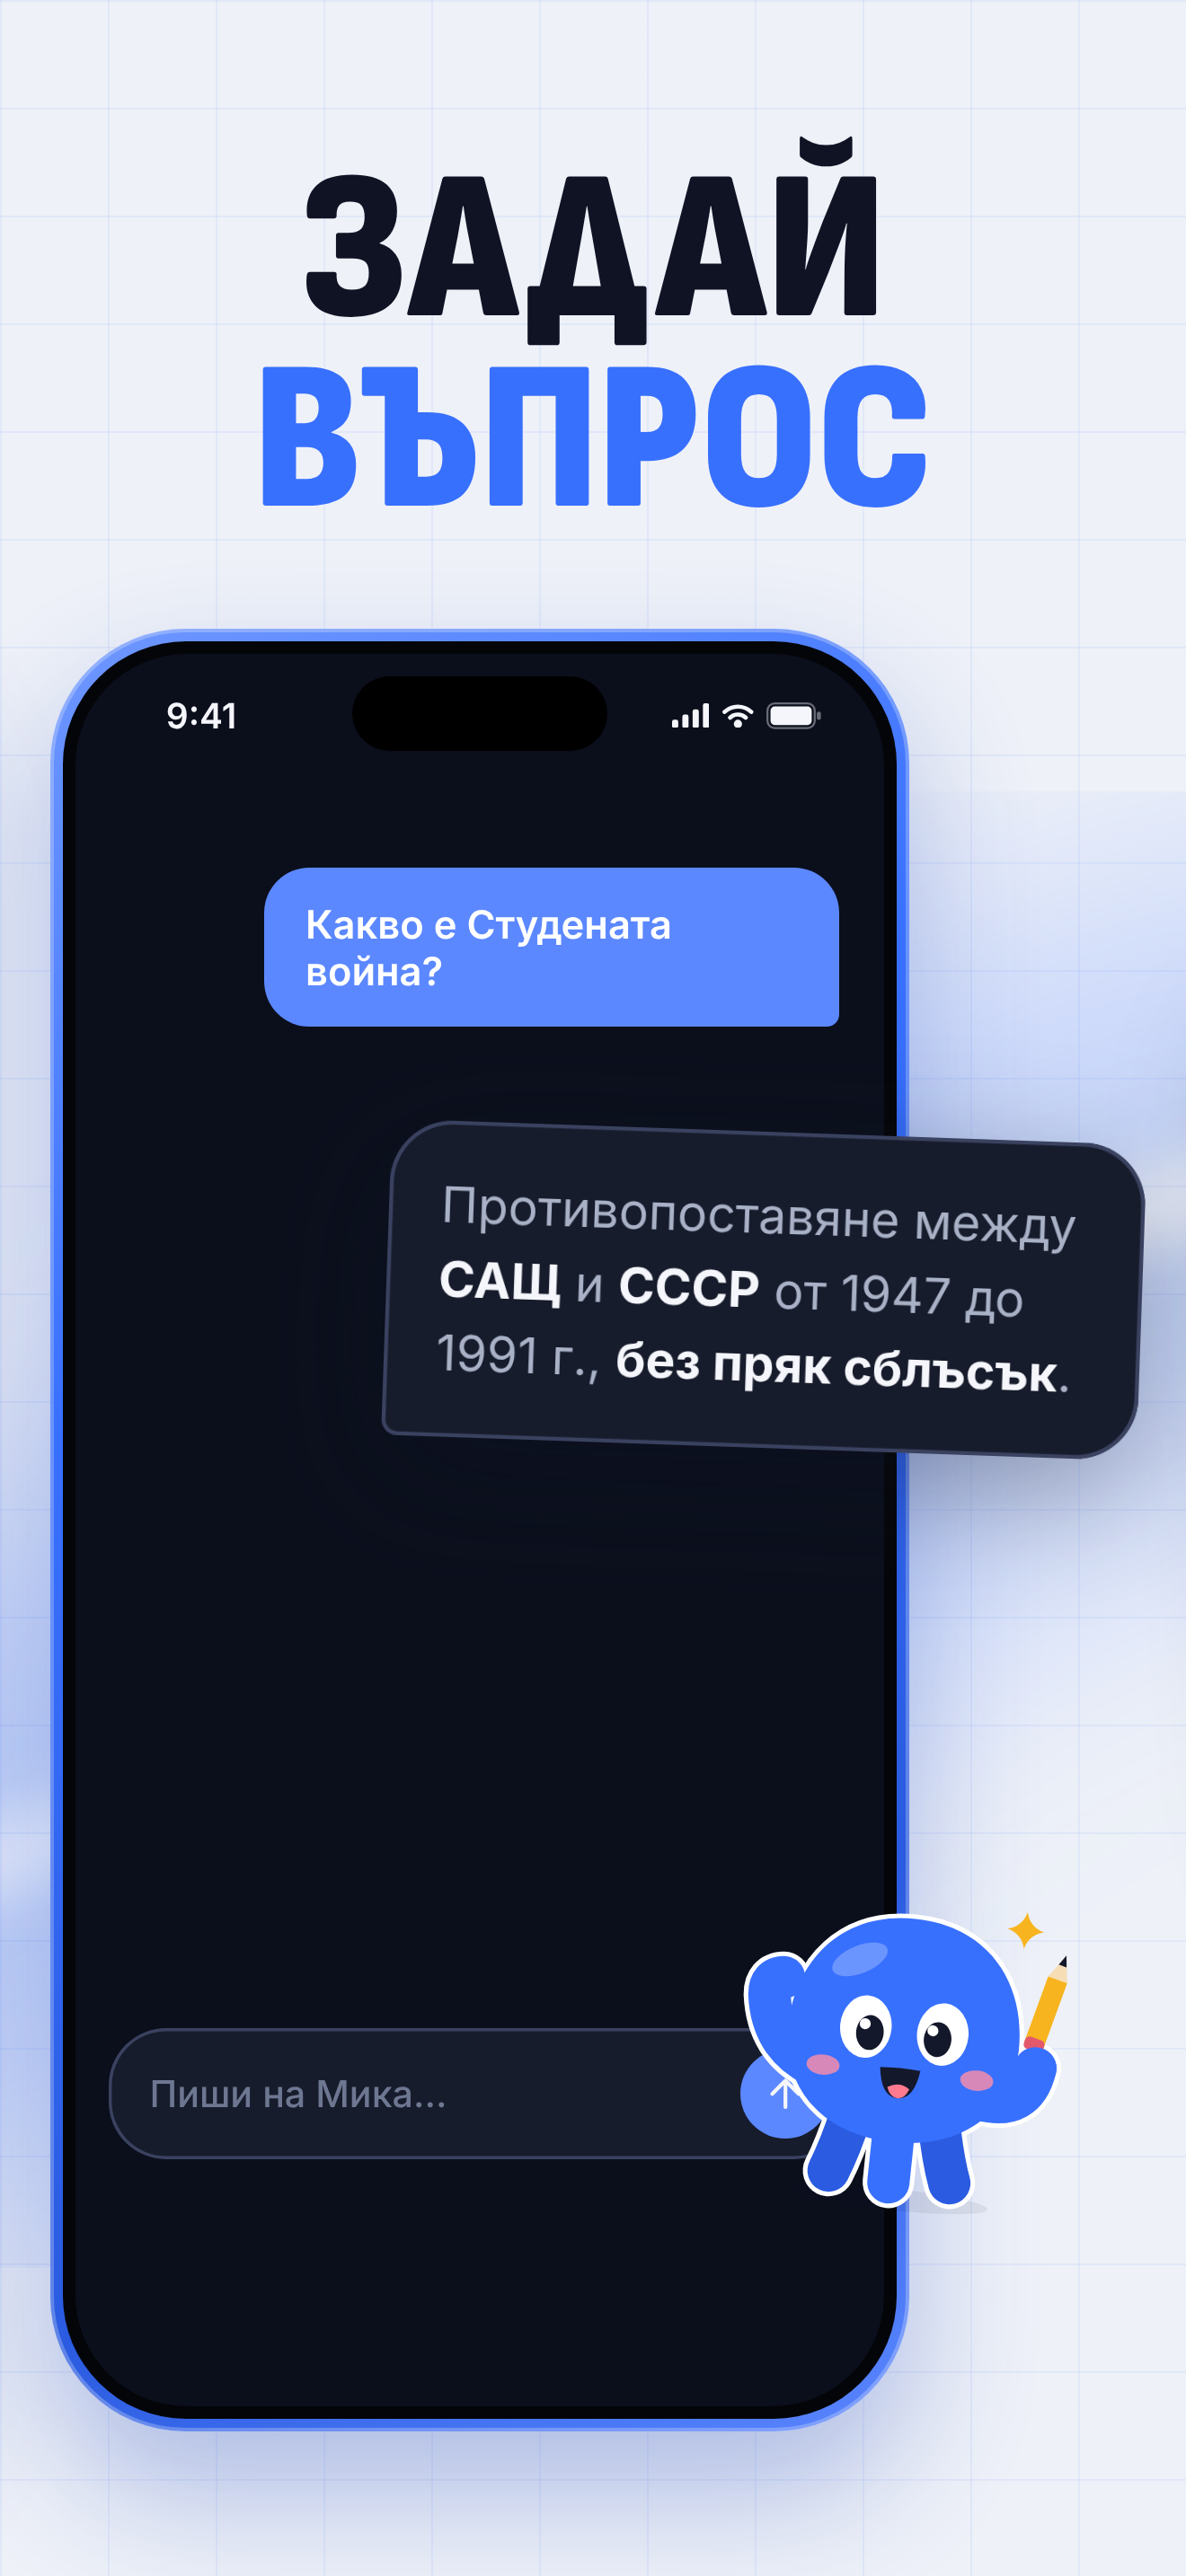 ЗАДАЙ
ВЪПРОС
9:41
Какво е Студената
война?
Противопоставяне между
САЩ и СССР от 1947 до
1991 г., без пряк сблъсък.
Пиши на Мика...